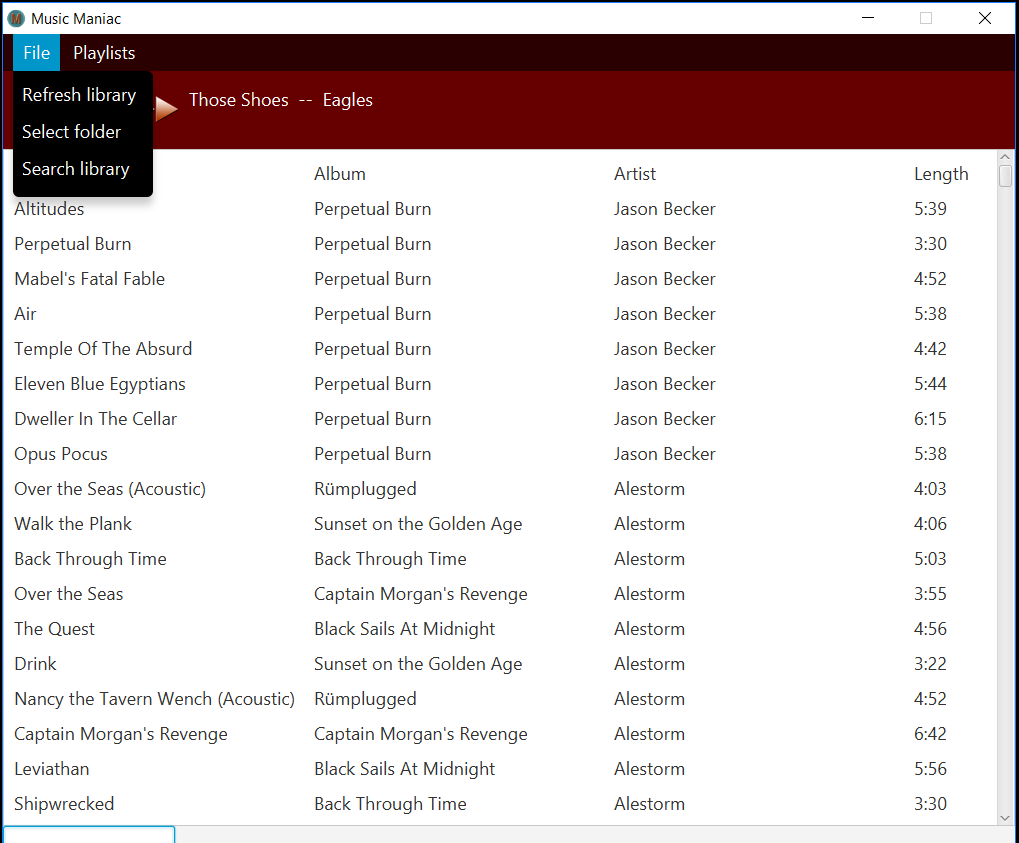 Music Maniac
File Playlists
Refresh library
Select folder
Search library
Those Shoes -- Eagles
Album Artist Length
Altitudes Perpetual Burn Jason Becker 5:39
Perpetual Burn Perpetual Burn Jason Becker 3:30
Mabel's Fatal Fable Perpetual Burn Jason Becker 4:52
Air Perpetual Burn Jason Becker 5:38
Temple Of The Absurd Perpetual Burn Jason Becker 4:42
Eleven Blue Egyptians Perpetual Burn Jason Becker 5:44
Dweller In The Cellar Perpetual Burn Jason Becker 6:15
Opus Pocus Perpetual Burn Jason Becker 5:38
Over the Seas (Acoustic) Rümplugged Alestorm 4:03
Walk the Plank Sunset on the Golden Age Alestorm 4:06
Back Through Time Back Through Time Alestorm 5:03
Over the Seas Captain Morgan's Revenge Alestorm 3:55
The Quest Black Sails At Midnight Alestorm 4:56
Drink Sunset on the Golden Age Alestorm 3:22
Nancy the Tavern Wench (Acoustic) Rümplugged Alestorm 4:52
Captain Morgan's Revenge Captain Morgan's Revenge Alestorm 6:42
Leviathan Black Sails At Midnight Alestorm 5:56
Shipwrecked Back Through Time Alestorm 3:30